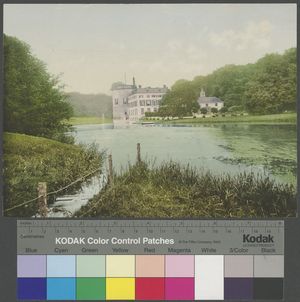 Kodak
KODAK Color Control Patches
Blue Cyan Green Yellow Red Magenta White 3/Color Black